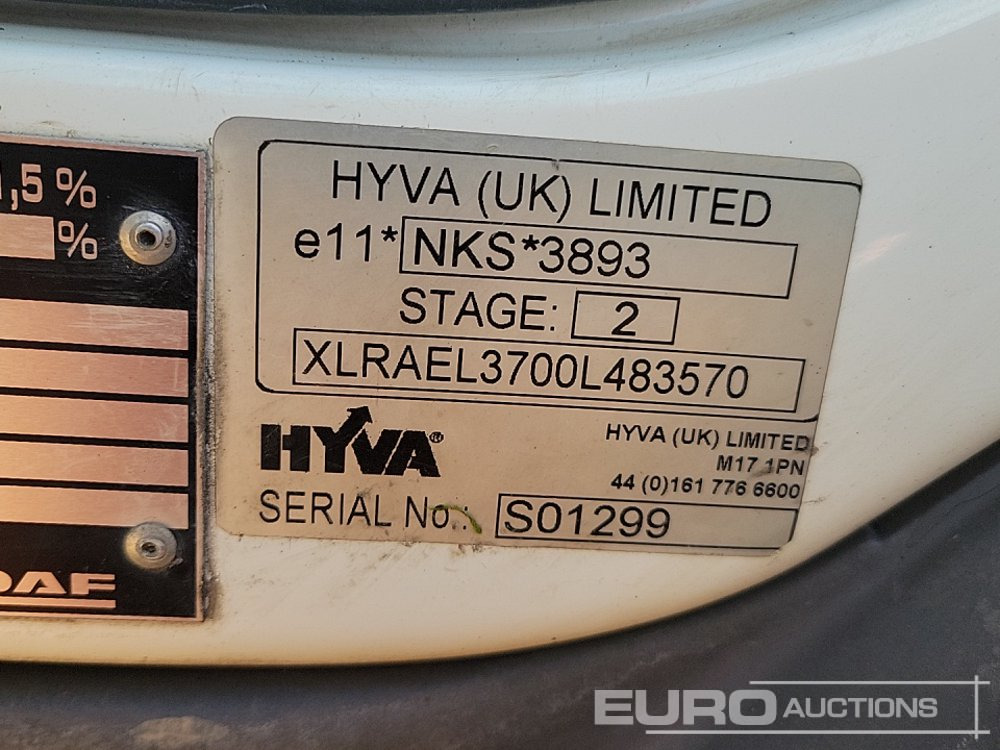 ,5 %
%
DAF
HYVA (UK) LIMITED
e11* NKS*3893
STAGE: 2
XLRAEL3700L483570
HYVA®
HYVA (UK) LIMITED
M17 1PN
44 (0)161 776 6600
SERIAL No.: S01299
EURO AUCTIONS